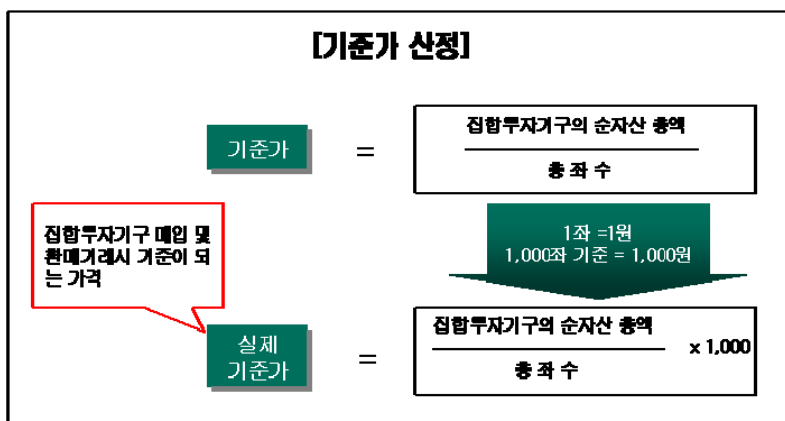 [기준가 산정]
기준가
=
집합투자기구의 순자산 총액
총 좌 수
1좌 =1원
1,000좌 기준 = 1,000원
집합투자기구 매입 및
환매거래시 기준이 되
는 가격
실제
기준가
=
집합투자기구의 순자산 총액
총 좌 수
x 1,000